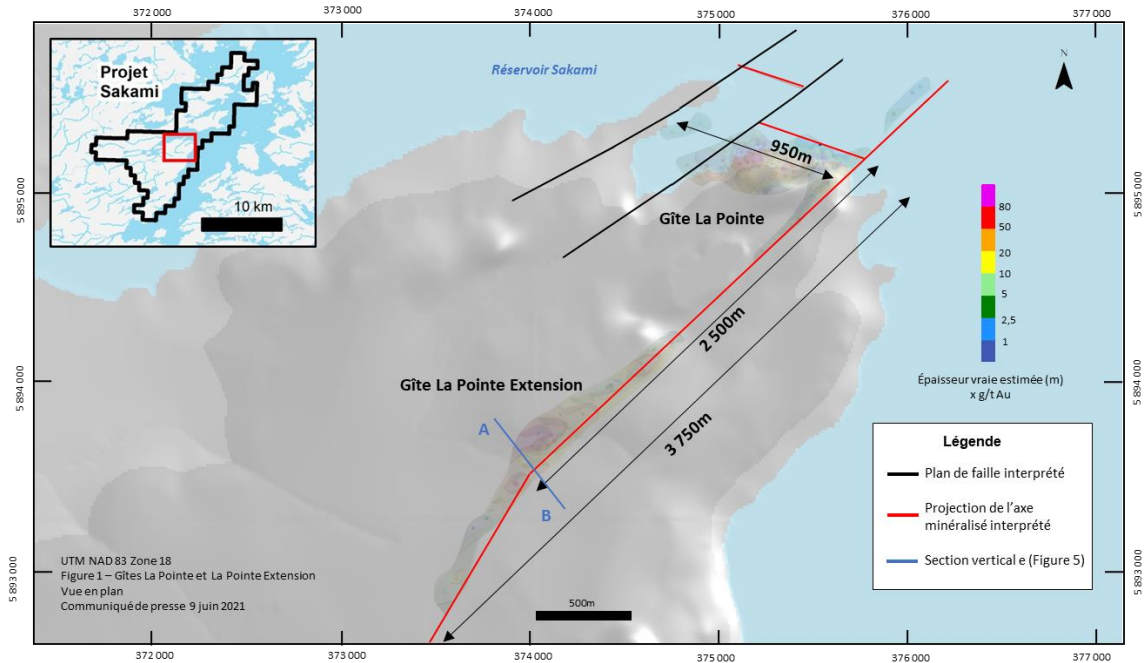 372 000
373 000
374 000
375 000
376 000
377 000
Projet
Sakami
10 km
Réservoir Sakami
N
950m
5 895 000
5 895 000
Gîte La Pointe
80
50
20
10
5
2,5
1
2 500m
Épaisseur vraie estimée (m)
x g/t Au
5 894 000
5 894 000
Gîte La Pointe Extension
3 750m
A
B
Légende
Plan de faille interprété
Projection de l'axe
minéralisé interprété
Section vertical e (Figure 5)
5 893 000
5 893 000
UTM NAD 83 Zone 18
Figure 1 – Gîtes La Pointe et La Pointe Extension
Vue en plan
Communiqué de presse 9 juin 2021
500m
372 000
373 000
374 000
375 000
376 000
377 000